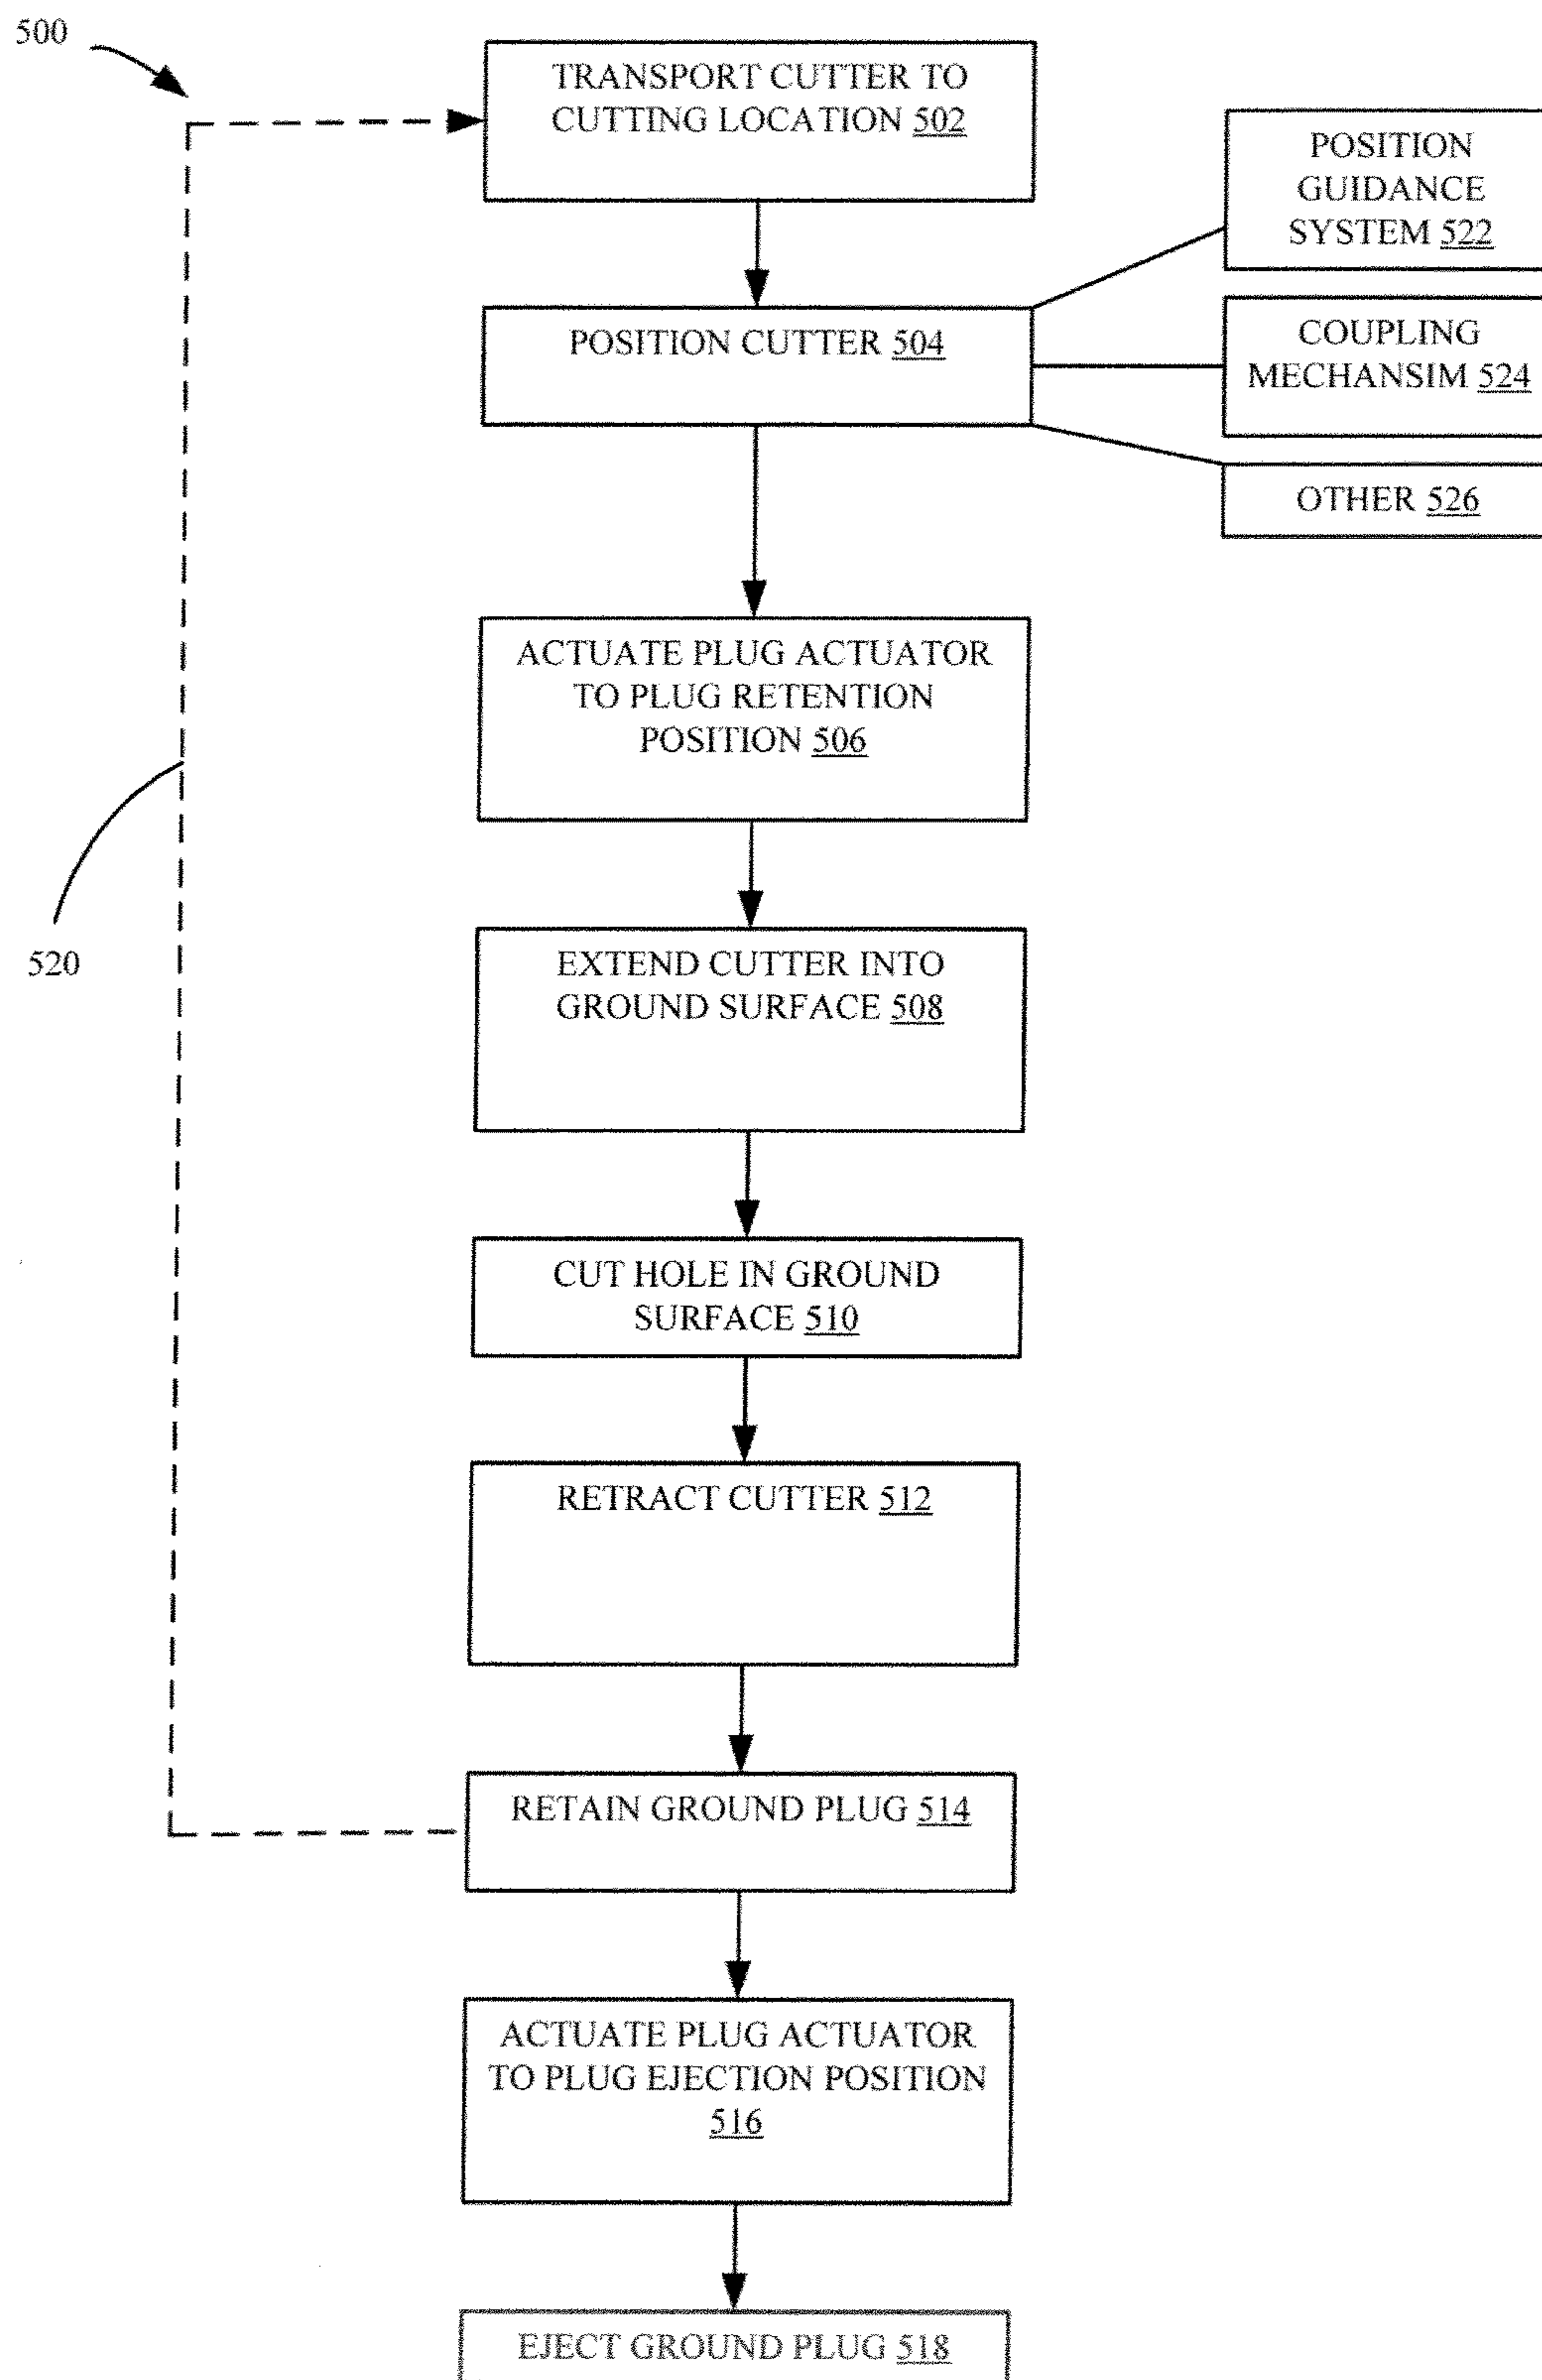 500
TRANSPORT CUTTER TO
CUTTING LOCATION 502
POSITION
GUIDANCE
SYSTEM 522
POSITION CUTTER 504
COUPLING
MECHANSIM 524
OTHER 526
ACTUATE PLUG ACTUATOR
TO PLUG RETENTION
POSITION 506
EXTEND CUTTER INTO
GROUND SURFACE 508
520
CUT HOLE IN GROUND
SURFACE 510
RETRACT CUTTER 512
RETAIN GROUND PLUG 514
ACTUATE PLUG ACTUATOR
TO PLUG EJECTION POSITION
516
EJECT GROUND PLUG 518